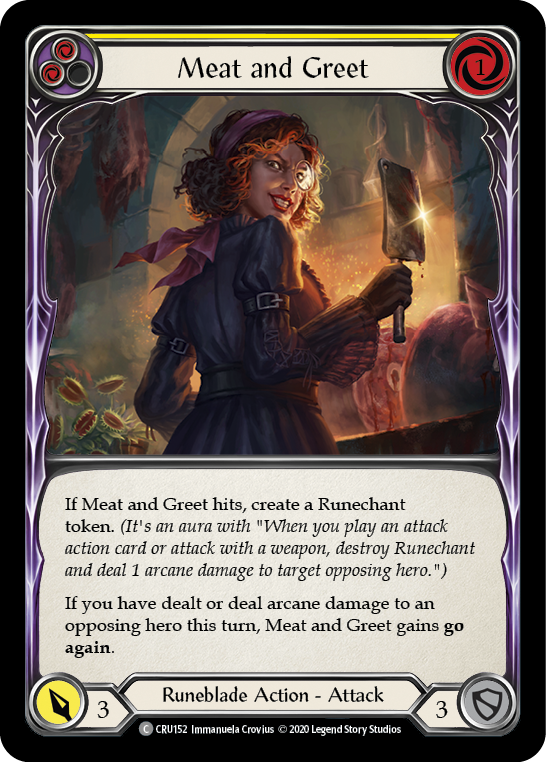 Meat and Greet
1
If Meat and Greet hits, create a Runechant
token. (It's an aura with "When you play an attack
action card or attack with a weapon, destroy Runechant
and deal 1 arcane damage to target opposing hero.")
If you have dealt or deal arcane damage to an
opposing hero this turn, Meat and Greet gains go
again.
3 Runeblade Action - Attack 3
C CRU152 Immanuela Crovius © 2020 Legend Story Studios